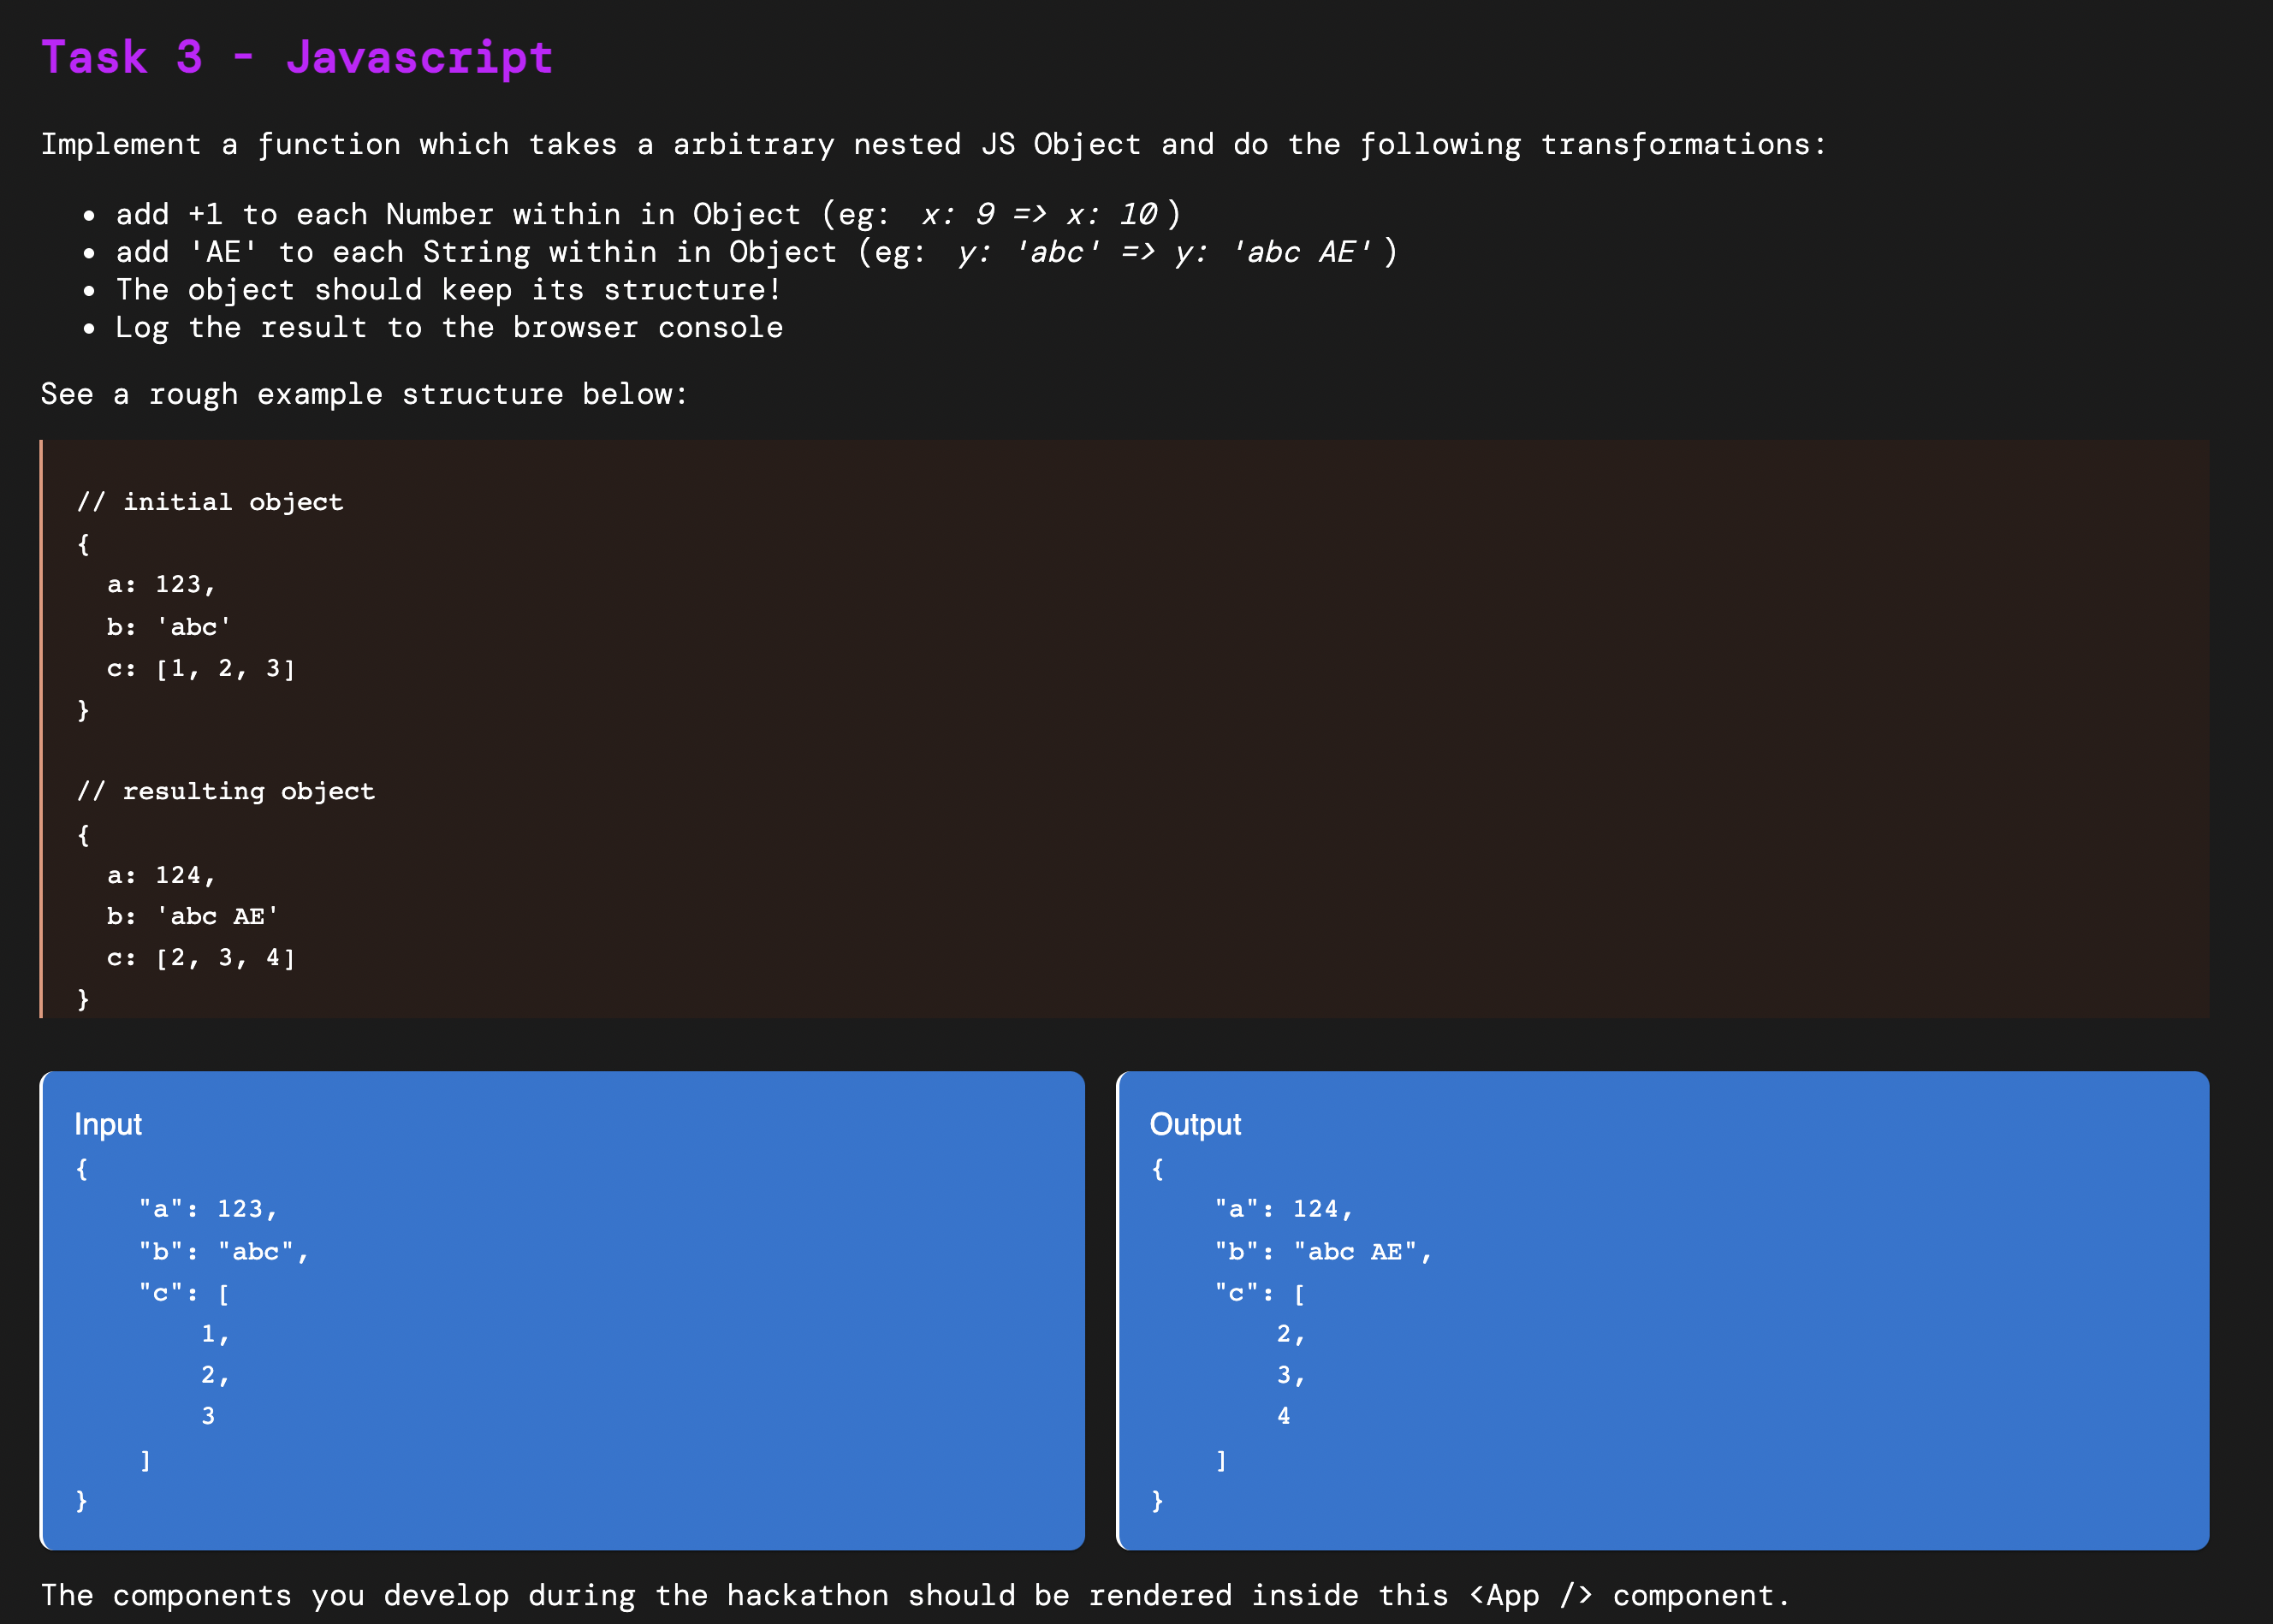 Task 3 - Javascript
Implement a function which takes a arbitrary nested JS Object and do the following transformations:
• add +1 to each Number within in Object (eg: x: 9 => x: 10)
• add 'AE' to each String within in Object (eg: y: 'abc' => y: 'abc AE')
• The object should keep its structure!
• Log the result to the browser console
See a rough example structure below:
// initial object
{
  a: 123,
  b: 'abc'
  c: [1, 2, 3]
}
// resulting object
{
  a: 124,
  b: 'abc AE'
  c: [2, 3, 4]
}
Input
{
    "a": 123,
    "b": "abc",
    "c": [
        1,
        2,
        3
    ]
}
Output
{
    "a": 124,
    "b": "abc AE",
    "c": [
        2,
        3,
        4
    ]
}
The components you develop during the hackathon should be rendered inside this <App /> component.